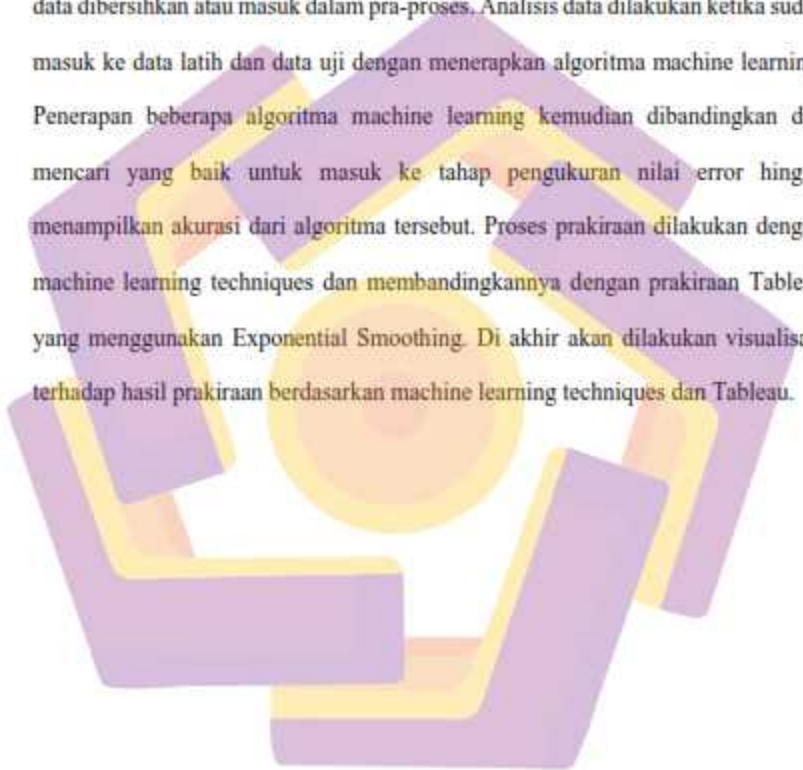 data dibersihkan atau masuk dalam pra-proses. Analisis data dilakukan ketika sud
masuk ke data latih dan data uji dengan menerapkan algoritma machine learnin
Penerapan beberapa algoritma machine learning kemudian dibandingkan d
mencari yang baik untuk masuk ke tahap pengukuran nilai error hing
menampilkan akurasi dari algoritma tersebut. Proses prakiraan dilakukan deng
machine learning techniques dan membandingkannya dengan prakiraan Table
yang menggunakan Exponential Smoothing. Di akhir akan dilakukan visualisa
terhadap hasil prakiraan berdasarkan machine learning techniques dan Tableau.